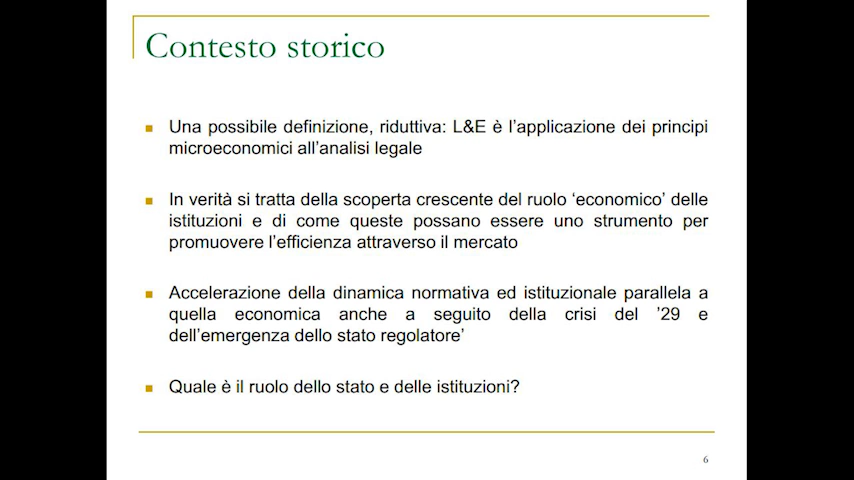 Contesto storico
Una possibile definizione, riduttiva: L&E è l’applicazione dei principi
microeconomici all’analisi legale
In verità si tratta della scoperta crescente del ruolo ‘economico’ delle
istituzioni e di come queste possano essere uno strumento per
promuovere l’efficienza attraverso il mercato
Accelerazione della dinamica normativa ed istituzionale parallela a
quella economica anche a seguito della crisi del ’29 e
dell’emergenza dello stato regolatore’
Quale è il ruolo dello stato e delle istituzioni?
6